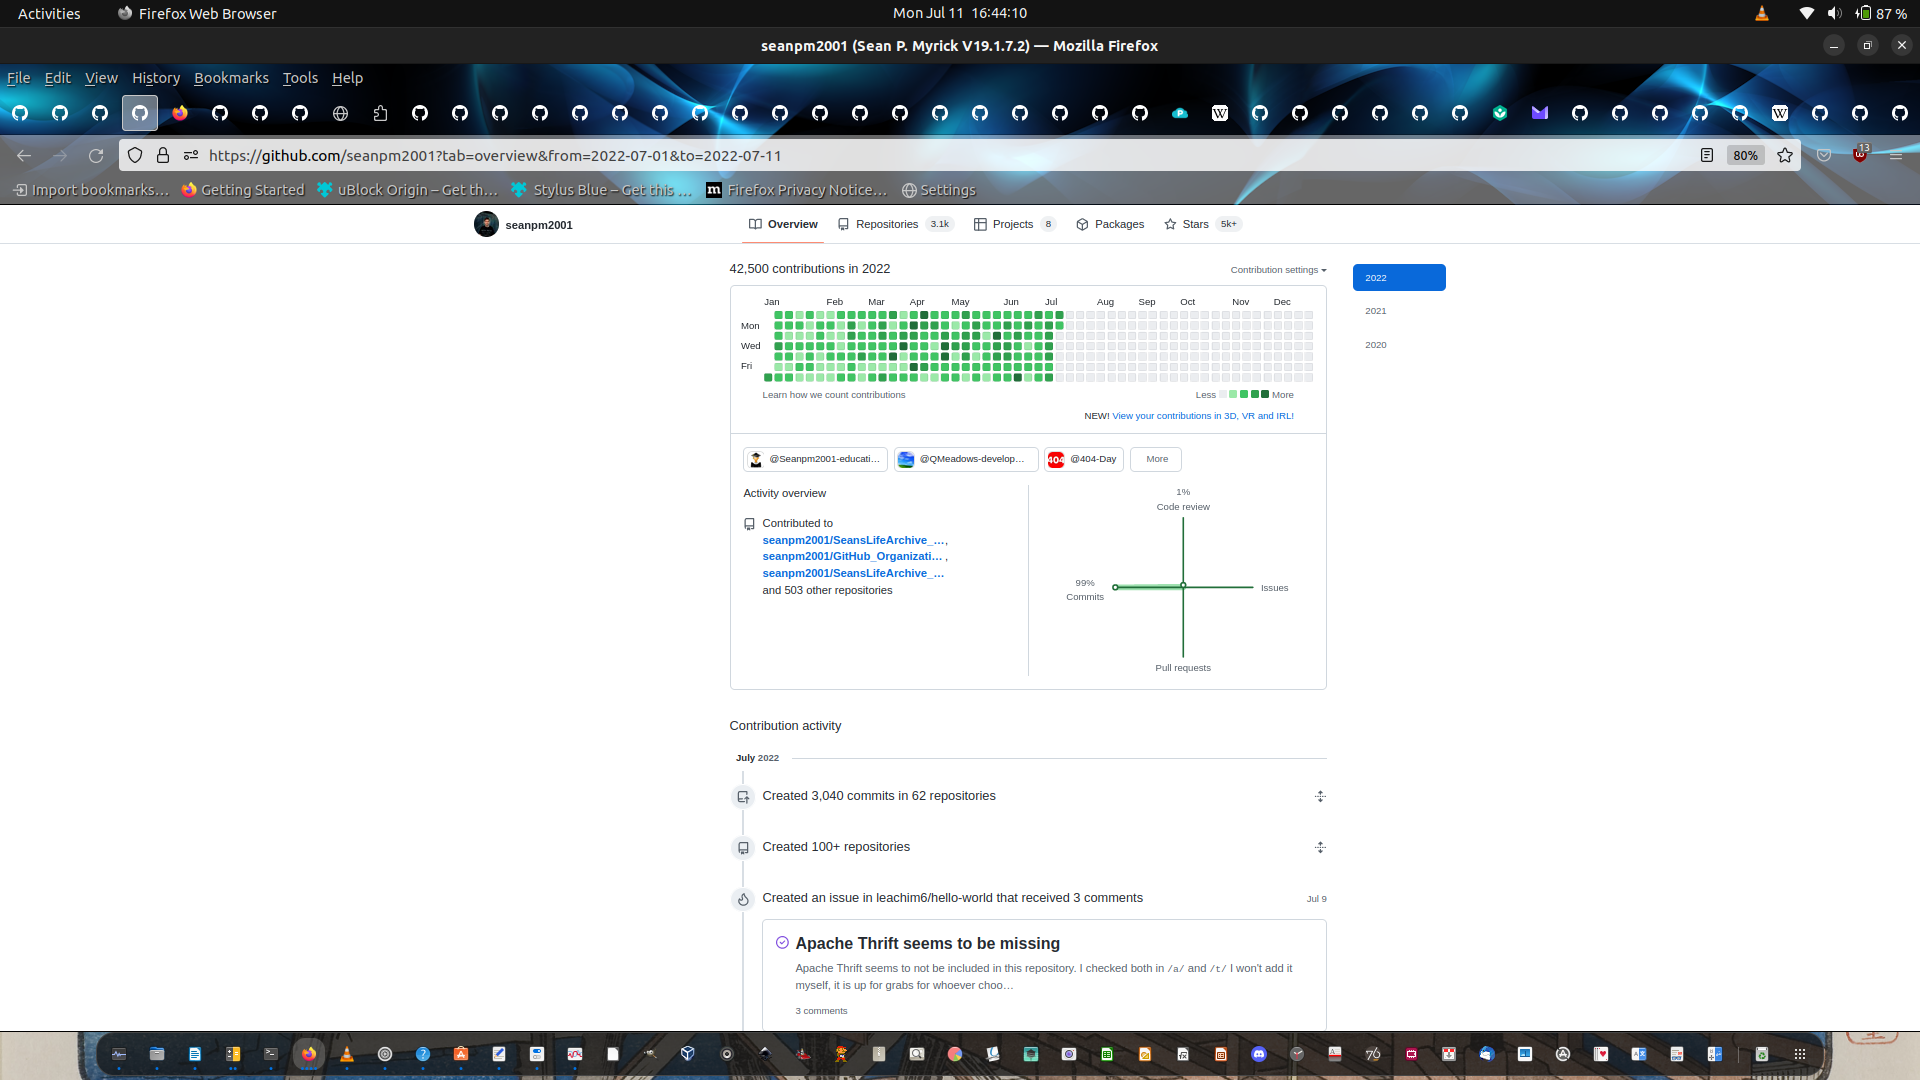 Activities
Firefox Web Browser
Mon Jul 11 16:44:10
87 %
seanpm2001 (Sean P. Myrick V19.1.7.2) — Mozilla Firefox
File Edit View History Bookmarks Tools Help
https://github.com/seanpm2001?tab=overview&from=2022-07-01&to=2022-07-11
80%
13
Import bookmarks…
Getting Started
uBlock Origin – Get th…
Stylus Blue – Get this …
Firefox Privacy Notice…
Settings
seanpm2001
Overview
Repositories 3.1k
Projects 8
Packages
Stars 5k+
42,500 contributions in 2022
Contribution settings
2022
2021
2020
Jan Feb Mar Apr May Jun Jul Aug Sep Oct Nov Dec
Mon
Wed
Fri
Learn how we count contributions
Less More
NEW! View your contributions in 3D, VR and IRL!
@Seanpm2001-educati…
@QMeadows-develop…
404 @404-Day
More
Activity overview
Contributed to
seanpm2001/SeansLifeArchive_…,
seanpm2001/GitHub_Organizati… ,
seanpm2001/SeansLifeArchive_…
and 503 other repositories
1%
Code review
99%
Commits
Issues
Pull requests
Contribution activity
July 2022
Created 3,040 commits in 62 repositories
Created 100+ repositories
Created an issue in leachim6/hello-world that received 3 comments
Jul 9
Apache Thrift seems to be missing
Apache Thrift seems to not be included in this repository. I checked both in /a/ and /t/ I won't add it
myself, it is up for grabs for whoever choo…
3 comments